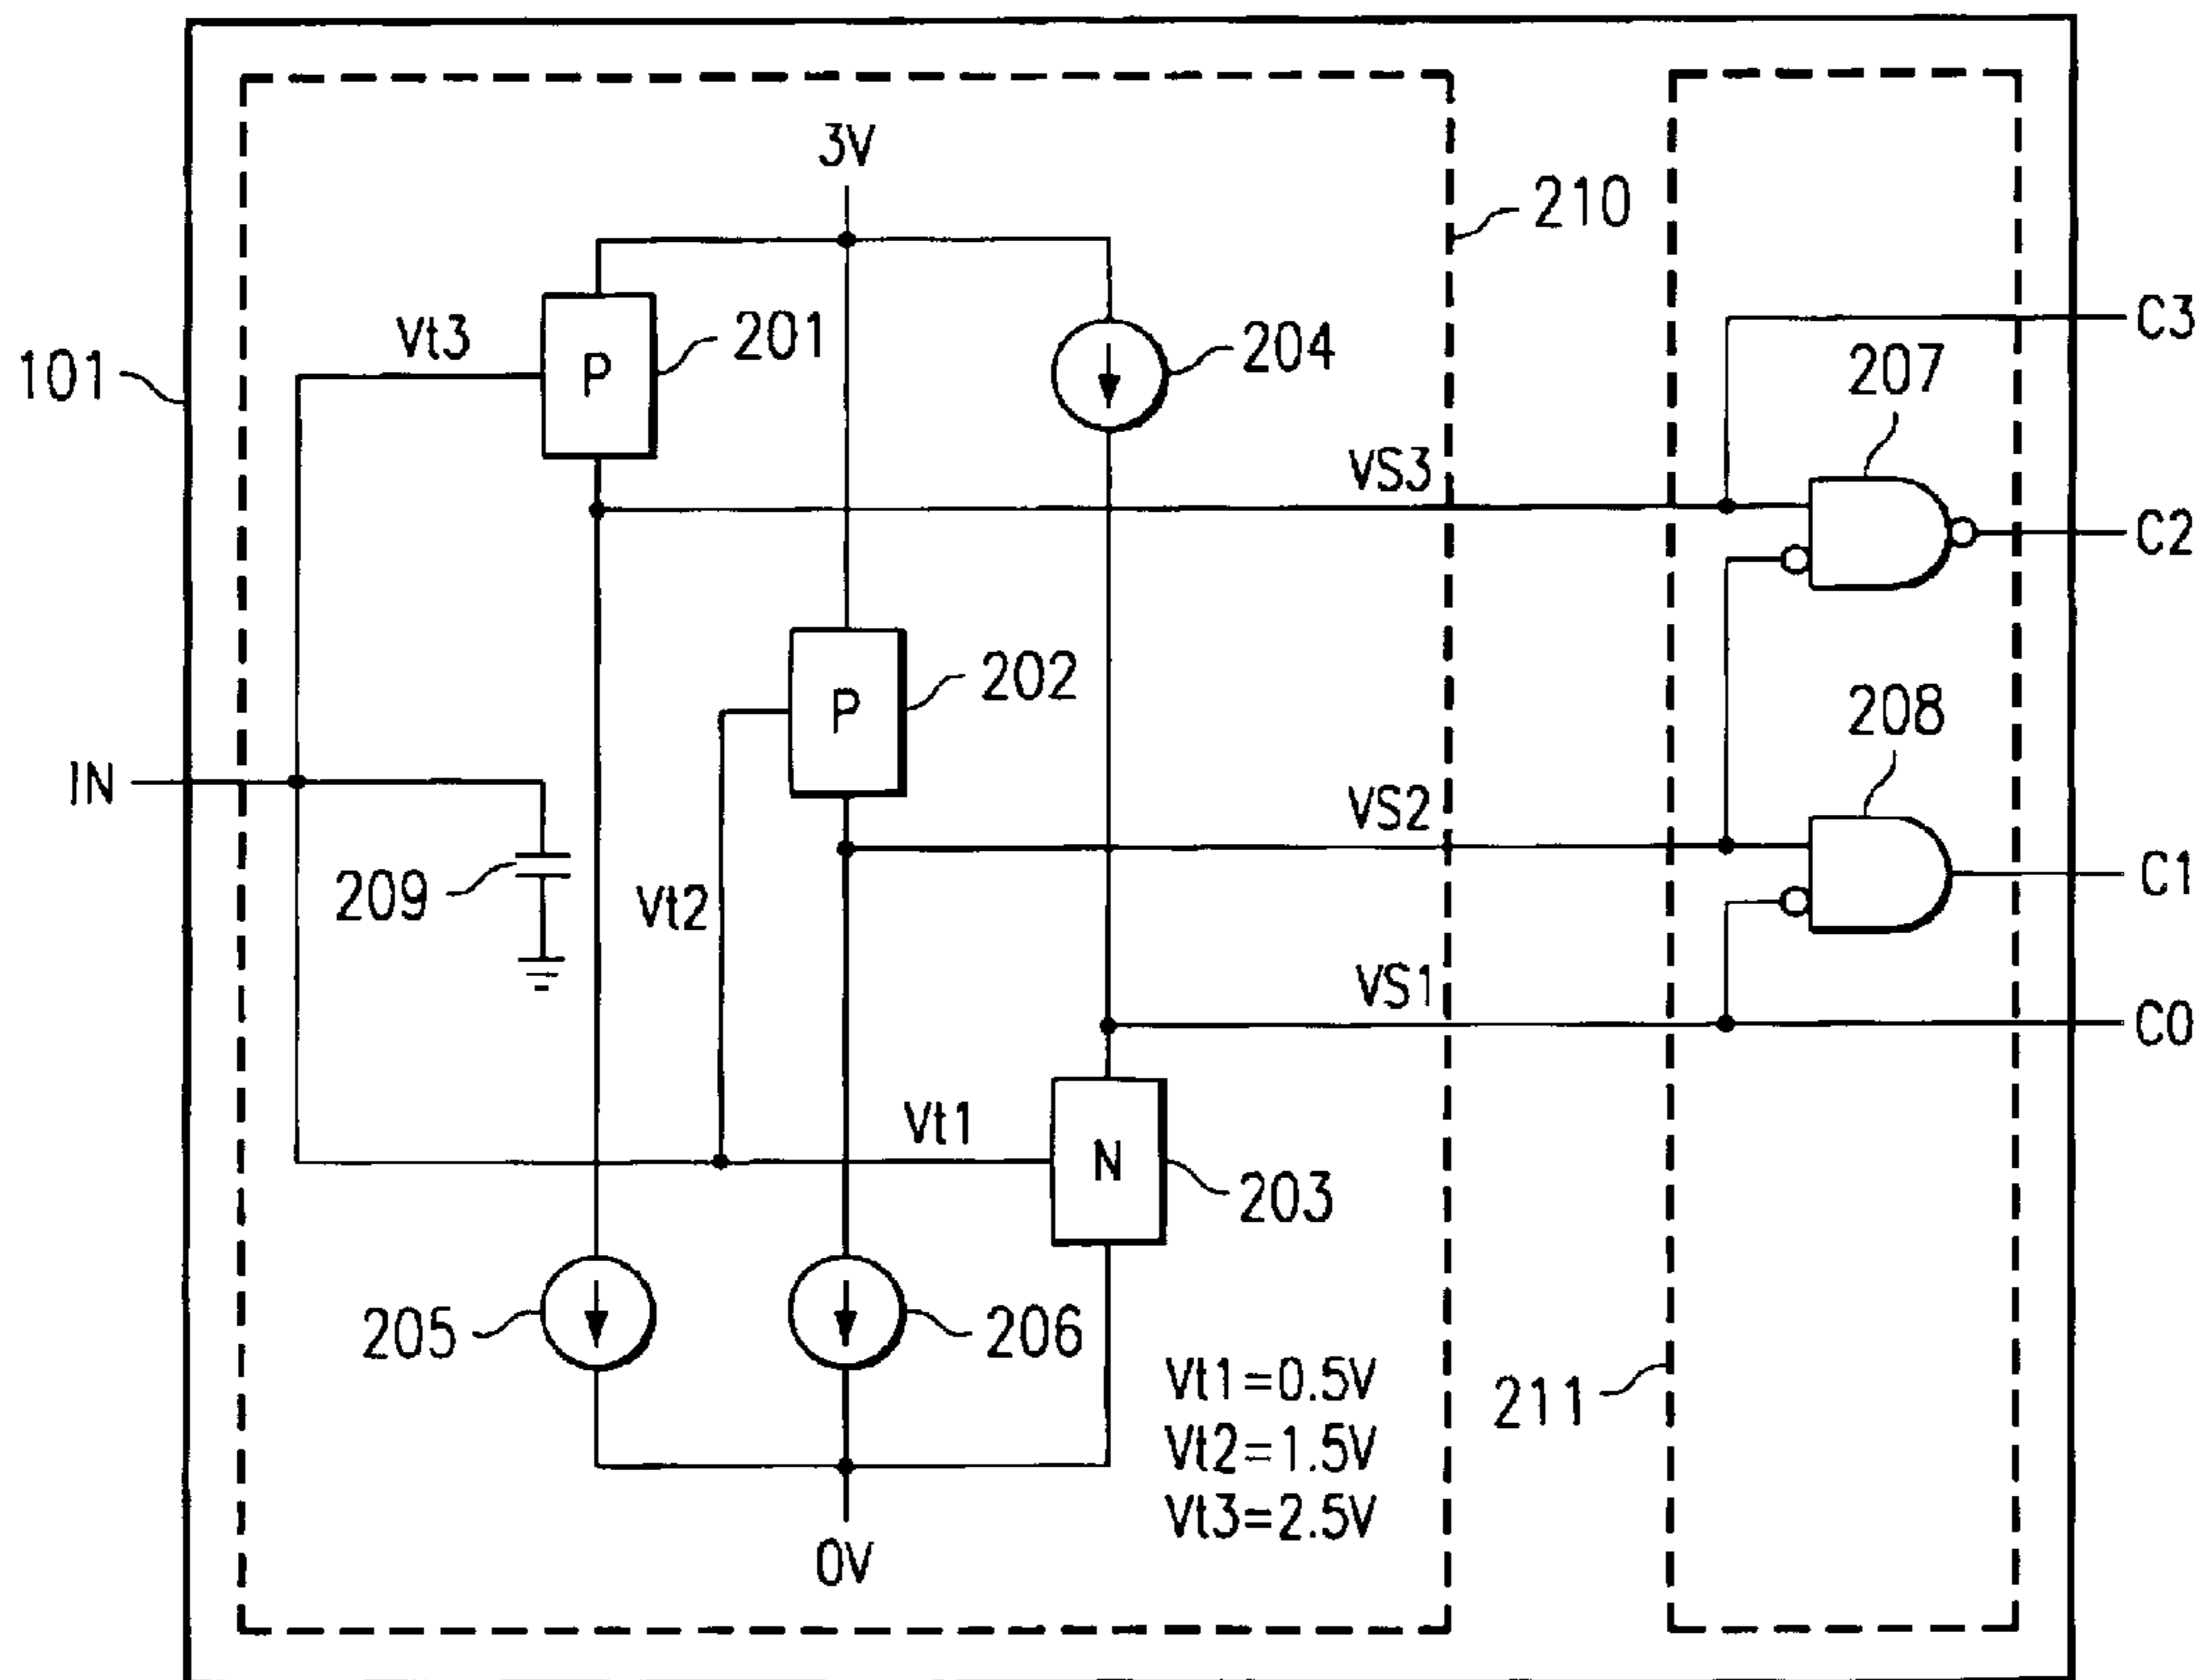 3V
210
Vt3
P
201
204
C3
101
207
VS3
C2
P
202
208
IN
VS2
209
Vt2
C1
VS1
C0
Vt1
N
203
205
206
Vt1=0.5V
211
Vt2=1.5V
Vt3=2.5V
0V